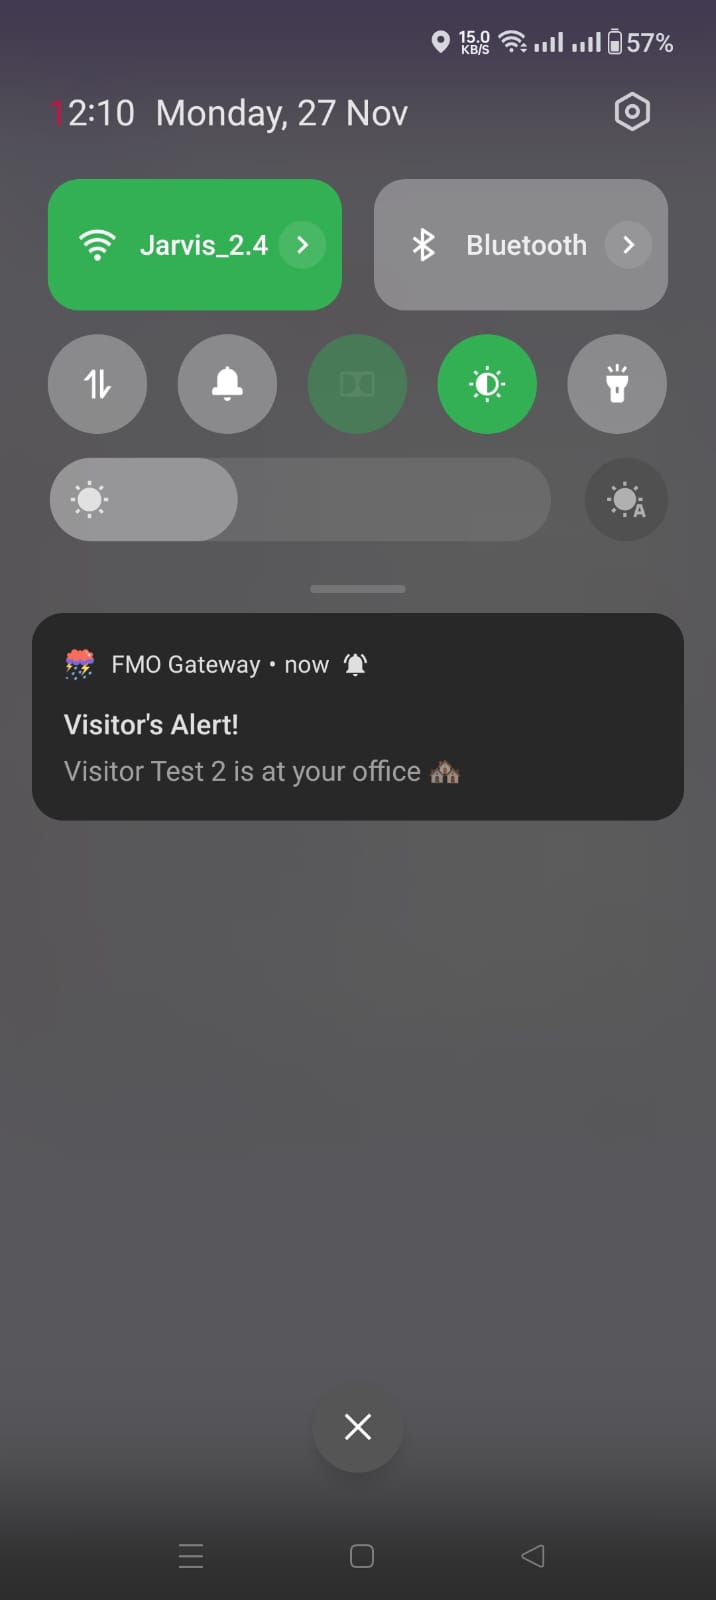 15.0 KB/S 57%
12:10 Monday, 27 Nov
Jarvis_2.4 Bluetooth
A
FMO Gateway • now
Visitor's Alert!
Visitor Test 2 is at your office 🏘️